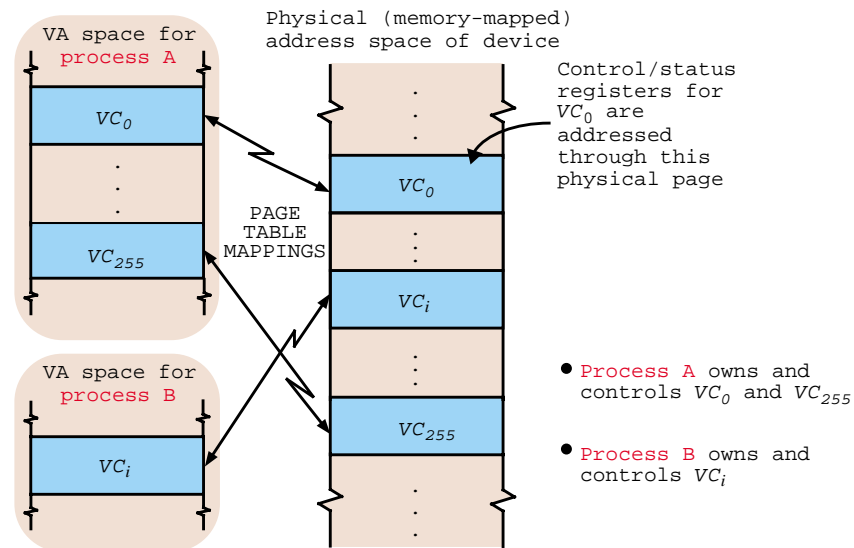 VA space for
process A
VC0
.
.
.
VC255
VA space for
process B
VCi
PAGE
TABLE
MAPPINGS
Physical (memory-mapped)
address space of device
.
.
.
VC0
.
.
.
VCi
.
.
.
VC255
.
.
.
Control/status
registers for
VC0 are
addressed
through this
physical page
● Process A owns and
controls VC0 and VC255
● Process B owns and
controls VCi